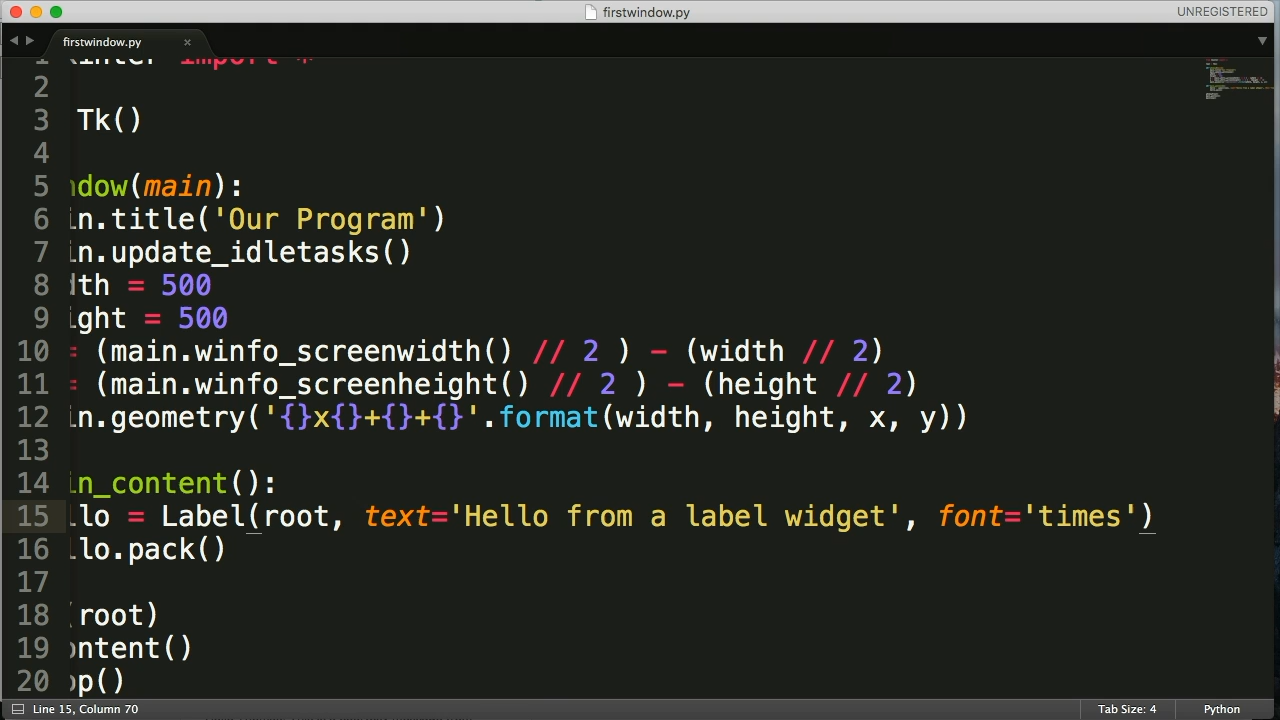 firstwindow.py
UNREGISTERED
firstwindow.py ×
1 kinter import *
2
3 Tk()
4
5 ndow(main):
6 in.title('Our Program')
7 in.update_idletasks()
8 dth = 500
9 ight = 500
10 = (main.winfo_screenwidth() // 2 ) - (width // 2)
11 = (main.winfo_screenheight() // 2 ) - (height // 2)
12 in.geometry('{}x{}+{}+{}'.format(width, height, x, y))
13
14 in_content():
15 llo = Label(root, text='Hello from a label widget', font='times')
16 llo.pack()
17
18 (root)
19 ontent()
20 op()
Line 15, Column 70
Tab Size: 4
Python